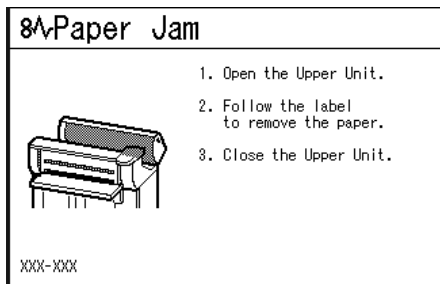 Paper Jam
1. Open the Upper Unit.
2. Follow the label
to remove the paper.
3. Close the Upper Unit.
XXX-XXX